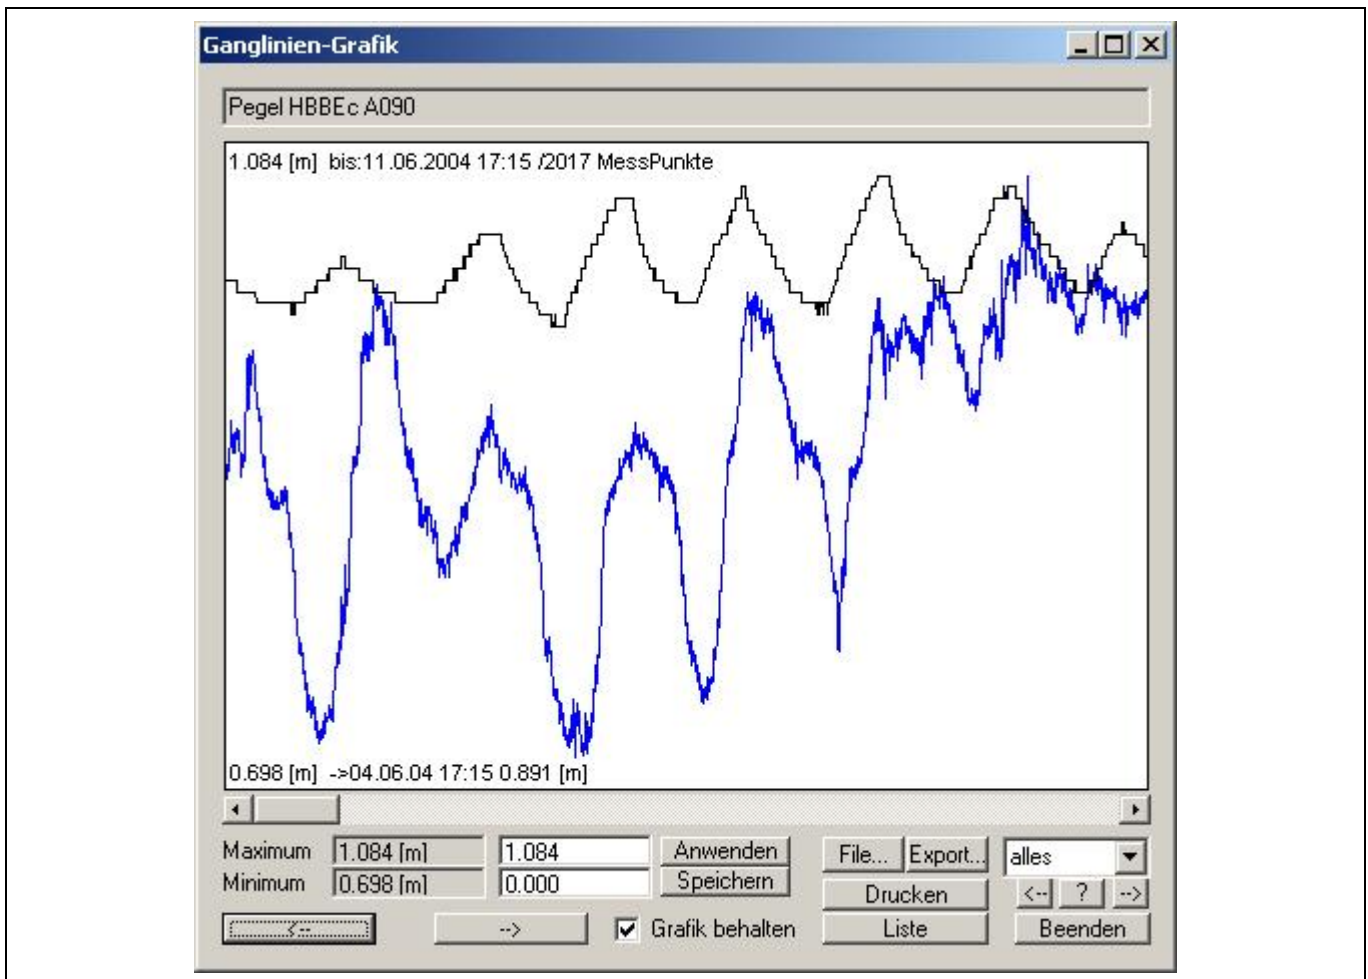 Ganglinien-Grafik
Pegel HBBEc A090
1.084 [m] bis:11.06.2004 17:15 /2017 MessPunkte
0.698 [m] ->04.06.04 17:15 0.891 [m]
Maximum 1.084 [m] 1.084 Anwenden File... Export... alles
Minimum 0.698 [m] 0.000 Speichern Drucken <-- ? -->
<-- --> Grafik behalten Liste Beenden